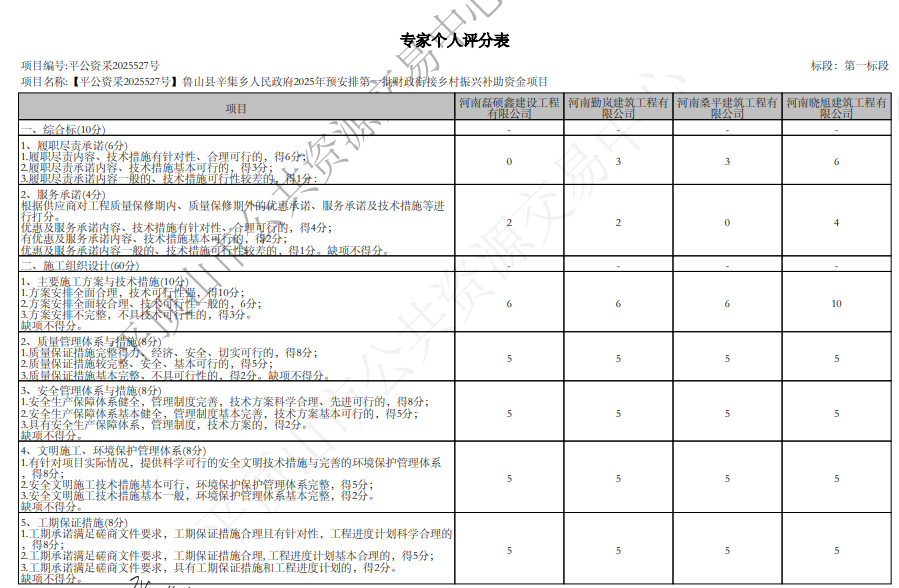 专家个人评分表
项目编号:平公资采2025527号
标段：第一标段
项目名称:【平公资采2025527号】鲁山县辛集乡人民政府2025年预安排第一批财政衔接乡村振兴补助资金项目
项目
河南磊硕鑫建设工程
有限公司
河南勤岚建筑工程有
限公司
河南桑平建筑工程有
限公司
河南晓旭建筑工程有
限公司
一、综合标(10分)
- - - -
1、履职尽责承诺(6分)
1.履职尽责内容、技术措施有针对性、合理可行的，得6分；
2.履职尽责承诺内容、技术措施基本可行的，得3分；
3.履职尽责承诺内容一般的、技术措施可行性较差的，得1分：
0 3 3 6
2、服务承诺(4分)
根据供应商对工程质量保修期内、质量保修期外的优惠承诺、服务承诺及技术措施等进
行打分。
优惠及服务承诺内容、技术措施有针对性、合理可行的，得4分；
有优惠及服务承诺内容、技术措施基本可行的，得2分；
优惠及服务承诺内容一般的、技术措施可行性较差的，得1分。缺项不得分。
2 2 0 4
二、施工组织设计(60分)
- - - -
1、主要施工方案与技术措施(10分)
1.方案安排全面合理，技术可行性强，得10分；
2.方案安排全面较合理、技术可行性一般的，6分；
3.方案安排不完整，不具技术可行性的，得3分。
缺项不得分。
6 6 6 10
2、质量管理体系与措施(8分)
1.质量保证措施完整得力、经济、安全、切实可行的，得8分；
2.质量保证措施较完整、安全、基本可行的，得5分；
3.质量保证措施基本完整、不具可行性的，得2分。缺项不得分。
5 5 5 5
3、安全管理体系与措施(8分)
1.安全生产保障体系健全，管理制度完善，技术方案科学合理、先进可行的，得8分；
2.安全生产保障体系基本健全，管理制度基本完善，技术方案基本可行的，得5分；
3.具有安全生产保障体系，管理制度，技术方案的，得2分。
缺项不得分。
5 5 5 5
4、文明施工、环境保护管理体系(8分)
1.有针对项目实际情况，提供科学可行的安全文明技术措施与完善的环境保护管理体系
，得8分；
2.安全文明施工技术措施基本可行，环境保护保护管理体系完整，得5分；
3.安全文明施工技术措施基本一般，环境保护管理体系基本完整，得2分。
缺项不得分。
5 5 5 5
5、工期保证措施(8分)
1.工期承诺满足磋商文件要求，工期保证措施合理且有针对性，工程进度计划科学合理的
，得8分；
2.工期承诺满足磋商文件要求，工期保证措施合理,工程进度计划基本合理的，得5分；
3.工期承诺满足磋商文件要求，具有工期保证措施和工程进度计划的，得2分。
缺项不得分。
5 5 5 5
平顶山市公共资源交易中心
平顶山市公共资源交易中心